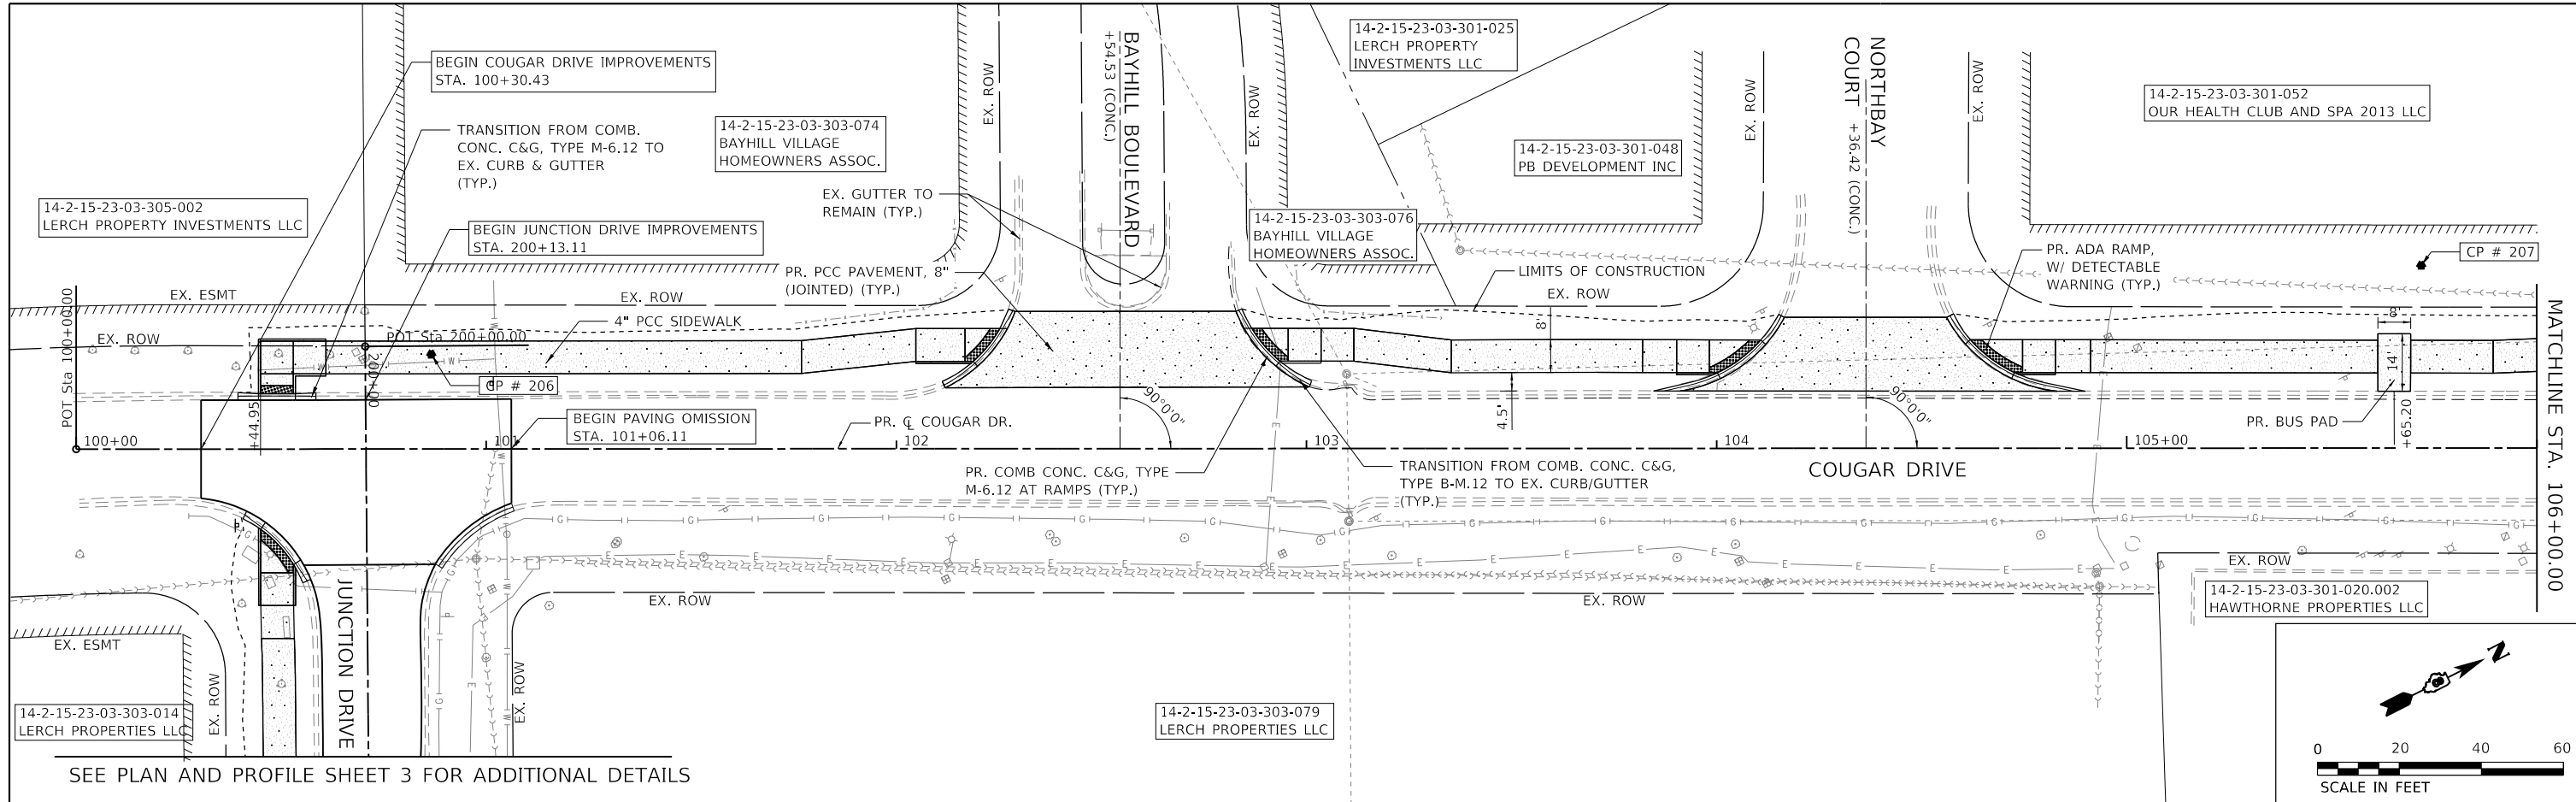 BEGIN COUGAR DRIVE IMPROVEMENTS
STA. 100+30.43
TRANSITION FROM COMB.
CONC. C&G, TYPE M-6.12 TO
EX. CURB & GUTTER
(TYP.)
14-2-15-23-03-305-002
LERCH PROPERTY INVESTMENTS LLC
BEGIN JUNCTION DRIVE IMPROVEMENTS
STA. 200+13.11
14-2-15-23-03-303-074
BAYHILL VILLAGE
HOMEOWNERS ASSOC.
EX. GUTTER TO
REMAIN (TYP.)
PR. PCC PAVEMENT, 8"
(JOINTED) (TYP.)
EX. ROW
BAYHILL BOULEVARD
+54.53 (CONC.)
EX. ROW
14-2-15-23-03-301-025
LERCH PROPERTY
INVESTMENTS LLC
14-2-15-23-03-301-048
PB DEVELOPMENT INC
14-2-15-23-03-303-076
BAYHILL VILLAGE
HOMEOWNERS ASSOC.
LIMITS OF CONSTRUCTION
EX. ROW
EX. ROW
NORTHBAY
COURT
+36.42 (CONC.)
EX. ROW
14-2-15-23-03-301-052
OUR HEALTH CLUB AND SPA 2013 LLC
PR. ADA RAMP,
W/ DETECTABLE
WARNING (TYP.)
CP # 207
EX. ESMT
EX. ROW
EX. ROW
4" PCC SIDEWALK
POT Sta 100+00.00
POT Sta 200+00.00
200+00
CP # 206
+44.95
BEGIN PAVING OMISSION
STA. 101+06.11
100+00
101
PR. CL COUGAR DR.
102
90°0'0"
103
8'
4.5'
104
90°0'0"
105+00
8'
14'
PR. BUS PAD
+65.20
MATCHLINE STA. 106+00.00
PR. COMB CONC. C&G, TYPE
M-6.12 AT RAMPS (TYP.)
TRANSITION FROM COMB. CONC. C&G,
TYPE B-M.12 TO EX. CURB/GUTTER
(TYP.)
COUGAR DRIVE
EX. ROW
EX. ROW
EX. ROW
14-2-15-23-03-301-020.002
HAWTHORNE PROPERTIES LLC
EX. ESMT
EX. ROW
JUNCTION DRIVE
EX. ROW
14-2-15-23-03-303-014
LERCH PROPERTIES LLC
14-2-15-23-03-303-079
LERCH PROPERTIES LLC
SEE PLAN AND PROFILE SHEET 3 FOR ADDITIONAL DETAILS
N
0 20 40 60
SCALE IN FEET